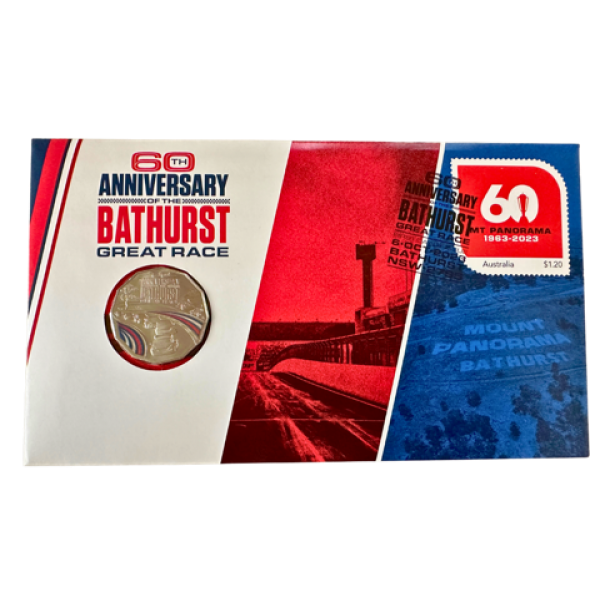 60TH
ANNIVERSARY
OF THE
BATHURST
GREAT RACE
60
ANNIVERSARY
BATHURST
GREAT RACE
BATHURST
60
MT PANORAMA
1963-2023
Australia $1.20
MOUNT
PANORAMA
BATHURST